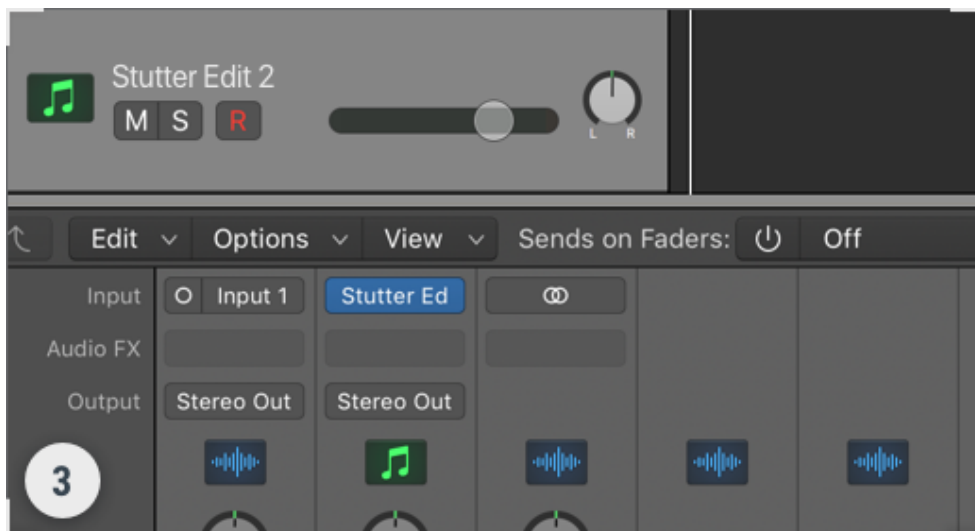 Stutter Edit 2
M S R
L R
Edit Options View Sends on Faders: Off
Input Input 1 Stutter Ed
Audio FX
Output Stereo Out Stereo Out
3